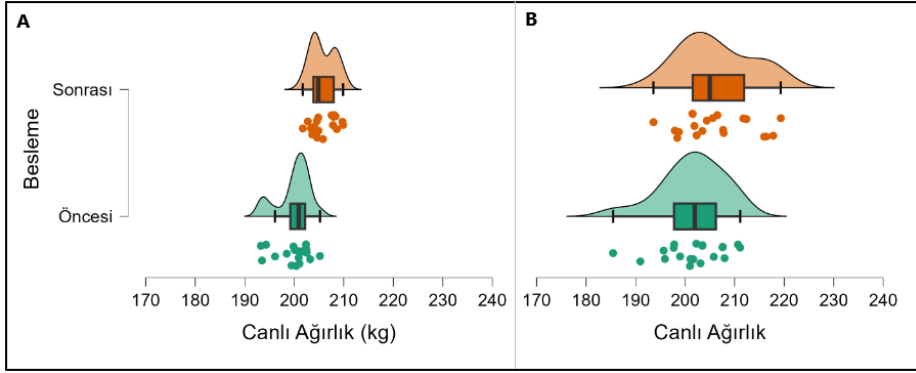 A
B
Besleme
Sonrası
Öncesi
170 180 190 200 210 220 230 240
Canlı Ağırlık (kg)
170 180 190 200 210 220 230 240
Canlı Ağırlık